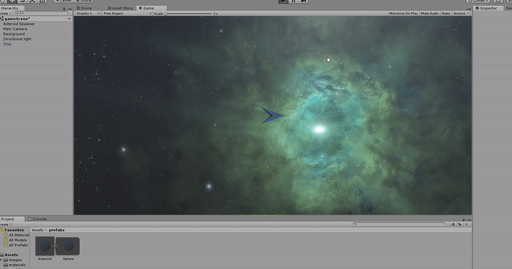 Hierarchy
Scene
Asset Store
Game
Inspector
Display 1
Free Aspect
Scale
1x
Maximize On Play
Mute Audio
Stats
Gizmos
gameScene*
Asteroid Spawner
Main Camera
Background
Directional light
Ship
Project
Console
Favorites
All Materials
All Models
All Prefabs
Assets
images
materials
Assets
prefabs
Asteroid
Sphere